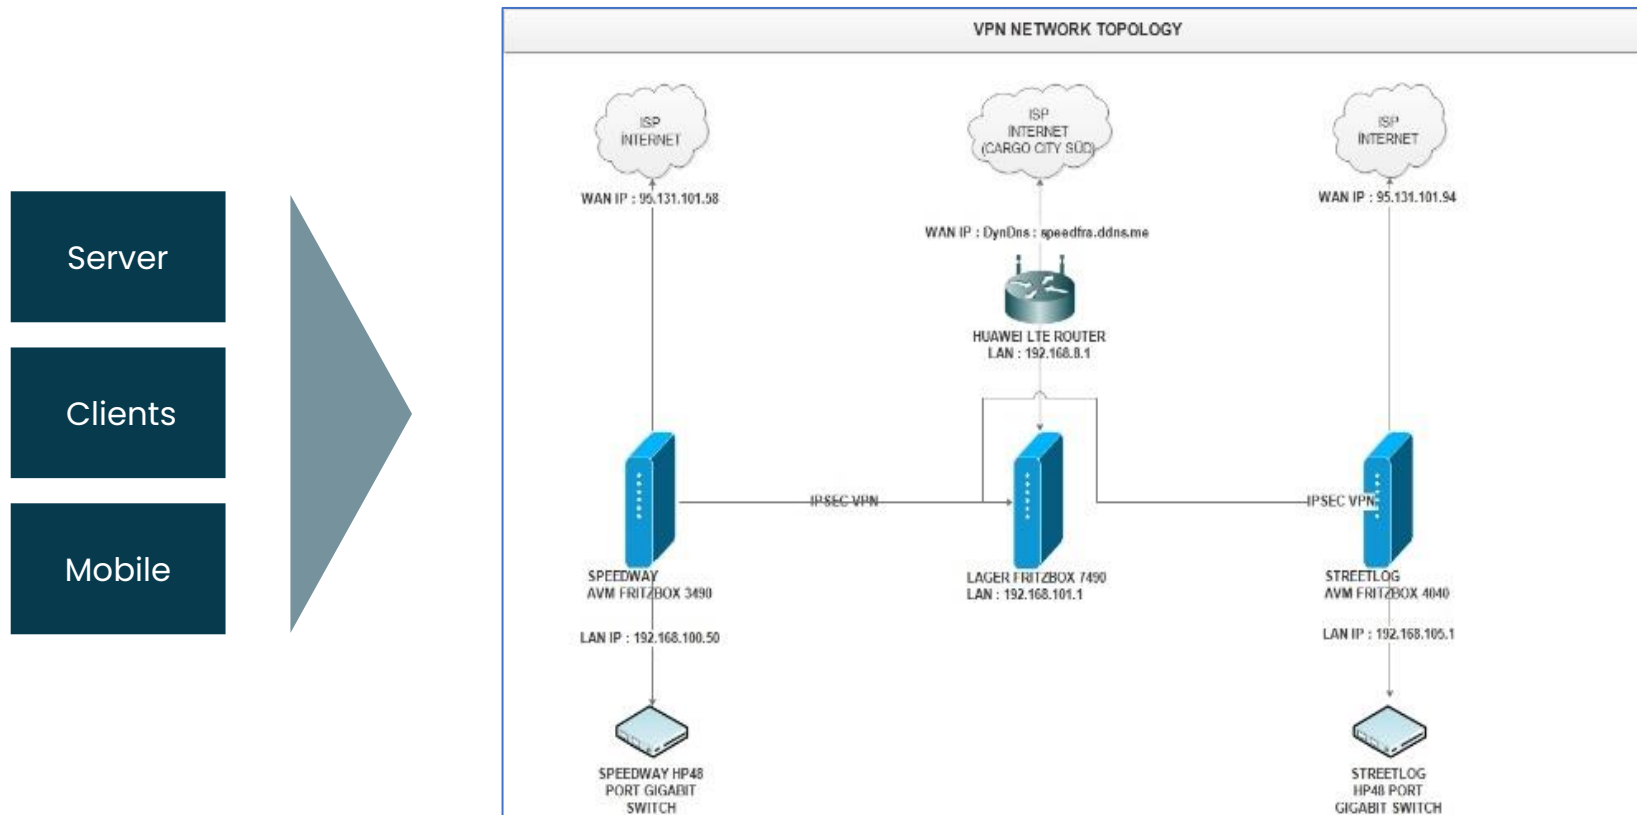 VPN NETWORK TOPOLOGY
Server
Clients
Mobile
ISP
İNTERNET
WAN IP : 95.131.101.58
ISP
İNTERNET
(CARGO CITY SÜD)
WAN IP : DynDns : speedfra.ddns.me
HUAWEI LTE ROUTER
LAN : 192.168.8.1
ISP
İNTERNET
WAN IP : 95.131.101.94
IPSEC VPN
IPSEC VPN
SPEEDWAY
AVM FRITZBOX 3490
LAN IP : 192.168.100.50
LAGER FRITZBOX 7490
LAN : 192.168.101.1
STREETLOG
AVM FRITZBOX 4040
LAN IP : 192.168.105.1
SPEEDWAY HP48
PORT GIGABIT
SWITCH
STREETLOG
HP48 PORT
GIGABIT SWITCH